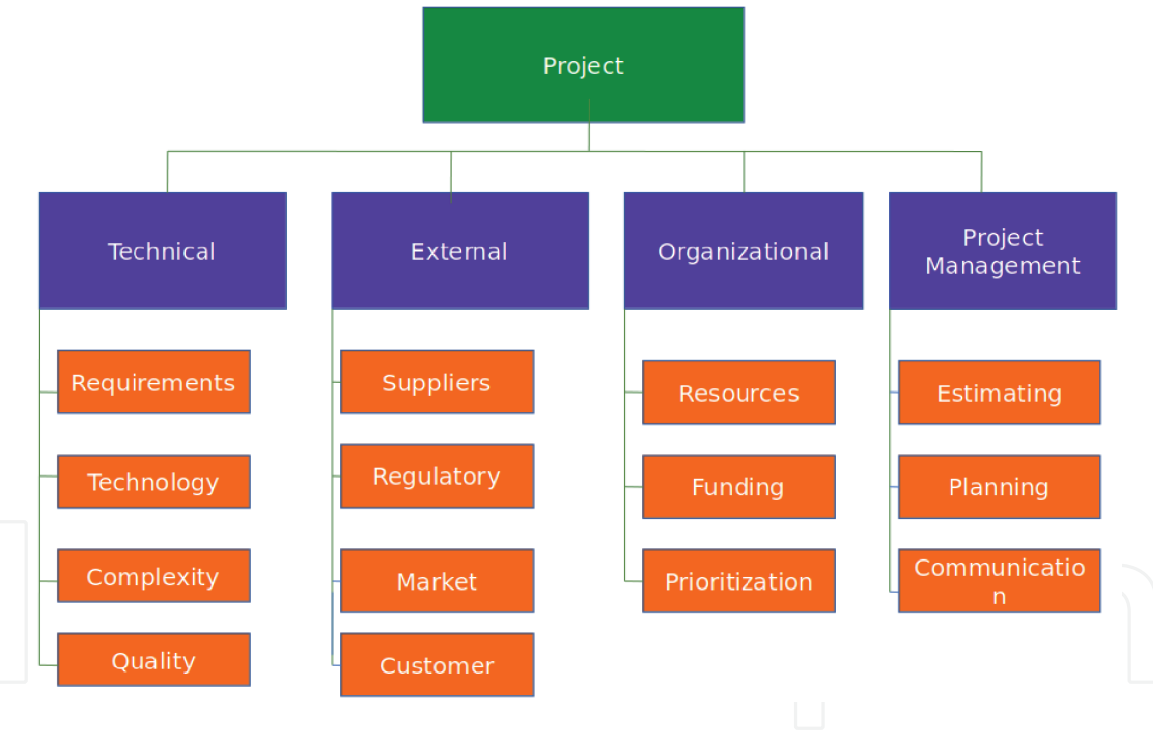 Project
Technical
External
Organizational
Project
Management
Requirements
Technology
Complexity
Quality
Suppliers
Regulatory
Market
Customer
Resources
Funding
Prioritization
Estimating
Planning
Communicatio
n